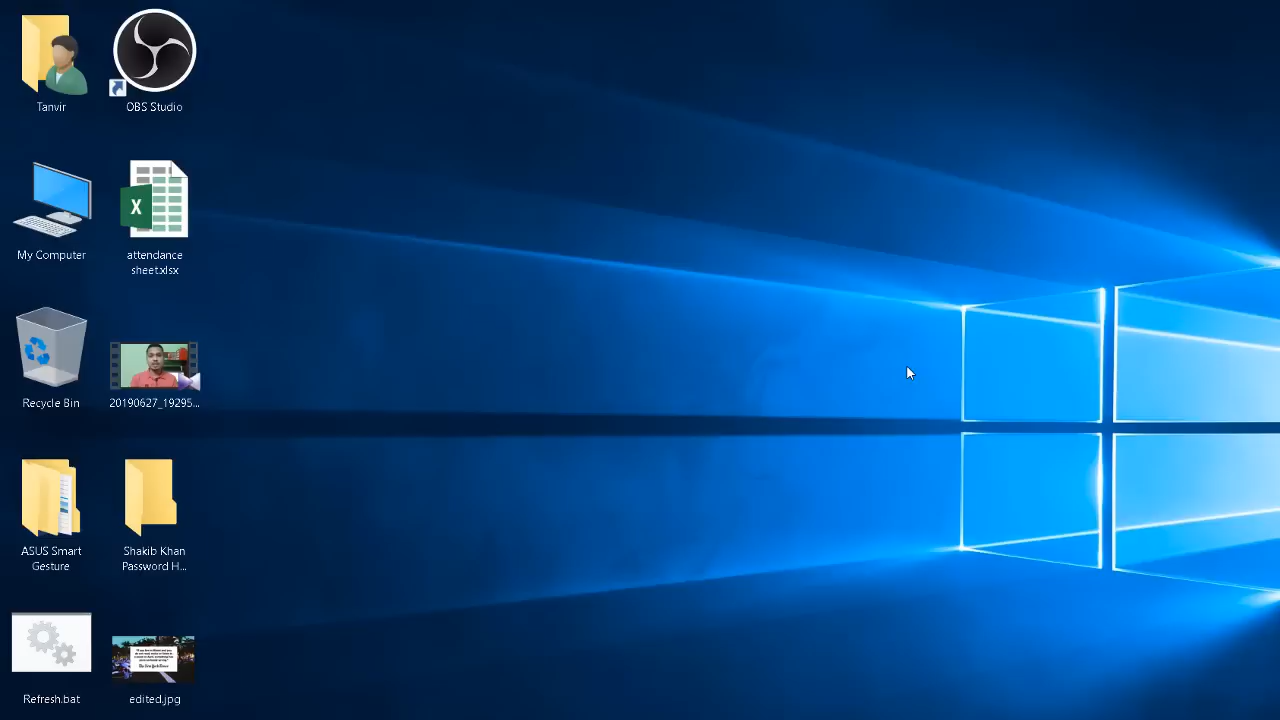 Tanvir
OBS Studio
My Computer
attendance
sheet.xlsx
X
Recycle Bin
20190627_19295...
ASUS Smart
Gesture
Shakib Khan
Password H...
Refresh.bat
edited.jpg